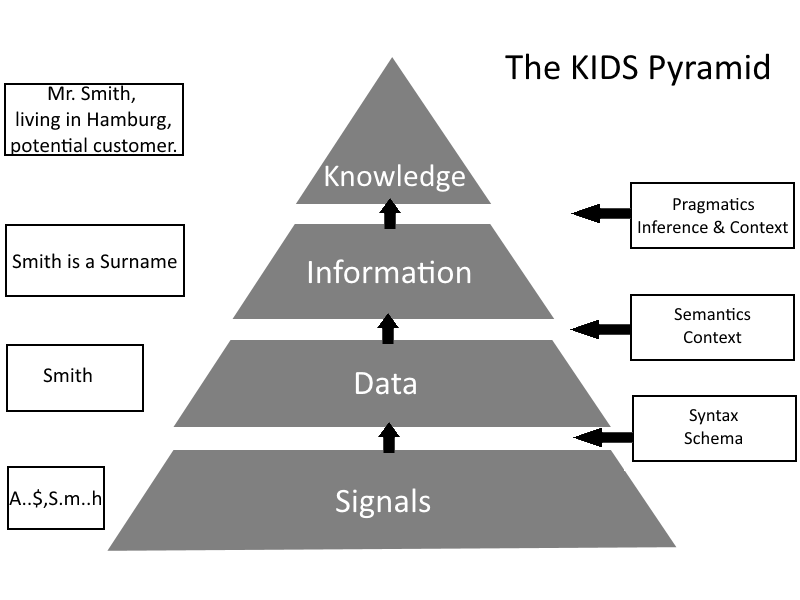 The KIDS Pyramid
Mr. Smith,
living in Hamburg,
potential customer.
Knowledge
Pragmatics
Inference & Context
Smith is a Surname
Information
Semantics
Context
Smith
Data
Syntax
Schema
A..$,S.m..h
Signals